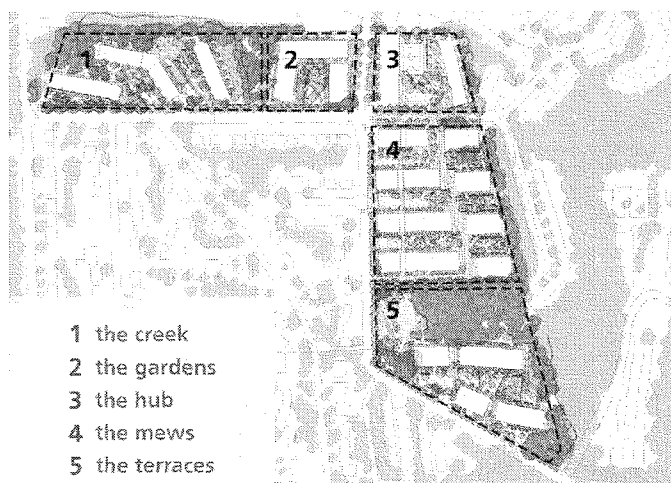 1
2
3
4
5
1 the creek
2 the gardens
3 the hub
4 the mews
5 the terraces